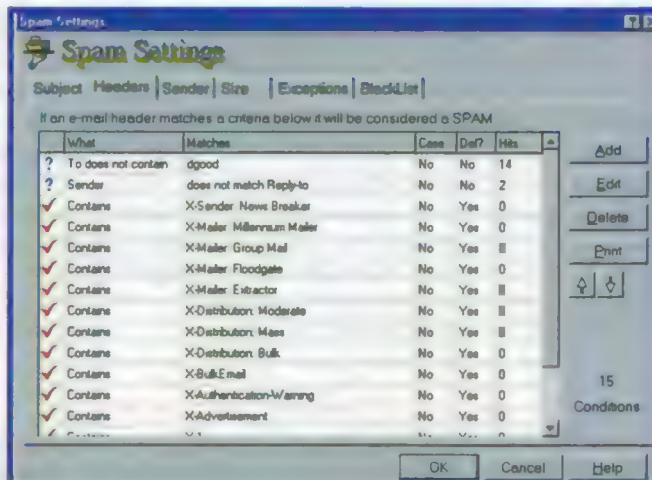 Spam Settings
Spam Settings
Subject Headers Sender Size Exceptions BlackList
If an e-mail header matches a criteria below it will be considered a SPAM
What Matches Case Def? Hits
? To does not contain dgood No No 14
? Sender does not match Reply-to No No 2
Contains X-Sender: News Breaker No Yes 0
Contains X-Mailer: Millennium Mailer No Yes 0
Contains X-Mailer: Group Mail No Yes
Contains X-Mailer: Floodgate No Yes 0
Contains X-Mailer: Extractor No Yes
Contains X-Distribution: Moderate No Yes
Contains X-Distribution: Mass No Yes
Contains X-Distribution: Bulk No Yes 0
Contains X-BulkEmail No Yes 0
Contains X-Authentication-Warning No Yes 0
Contains X-Advertisement No Yes 0
Add
Edit
Delete
Print
15
Conditions
OK Cancel Help